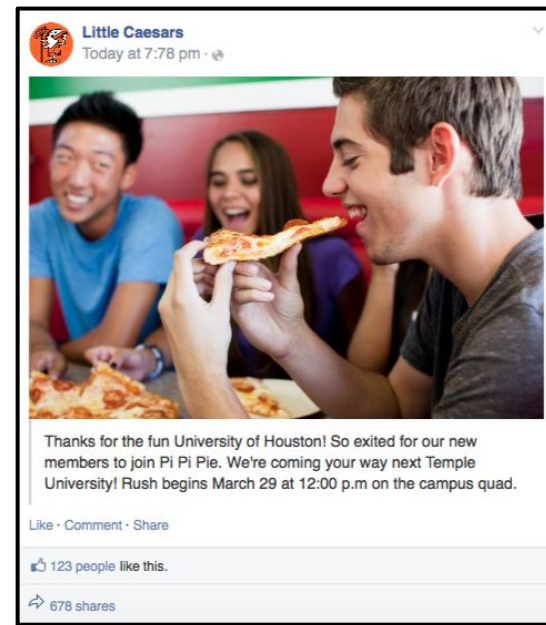 Little Caesars
Today at 7:78 pm ·
Thanks for the fun University of Houston! So exited for our new
members to join Pi Pi Pie. We're coming your way next Temple
University! Rush begins March 29 at 12:00 p.m on the campus quad.
Like · Comment · Share
123 people like this.
678 shares